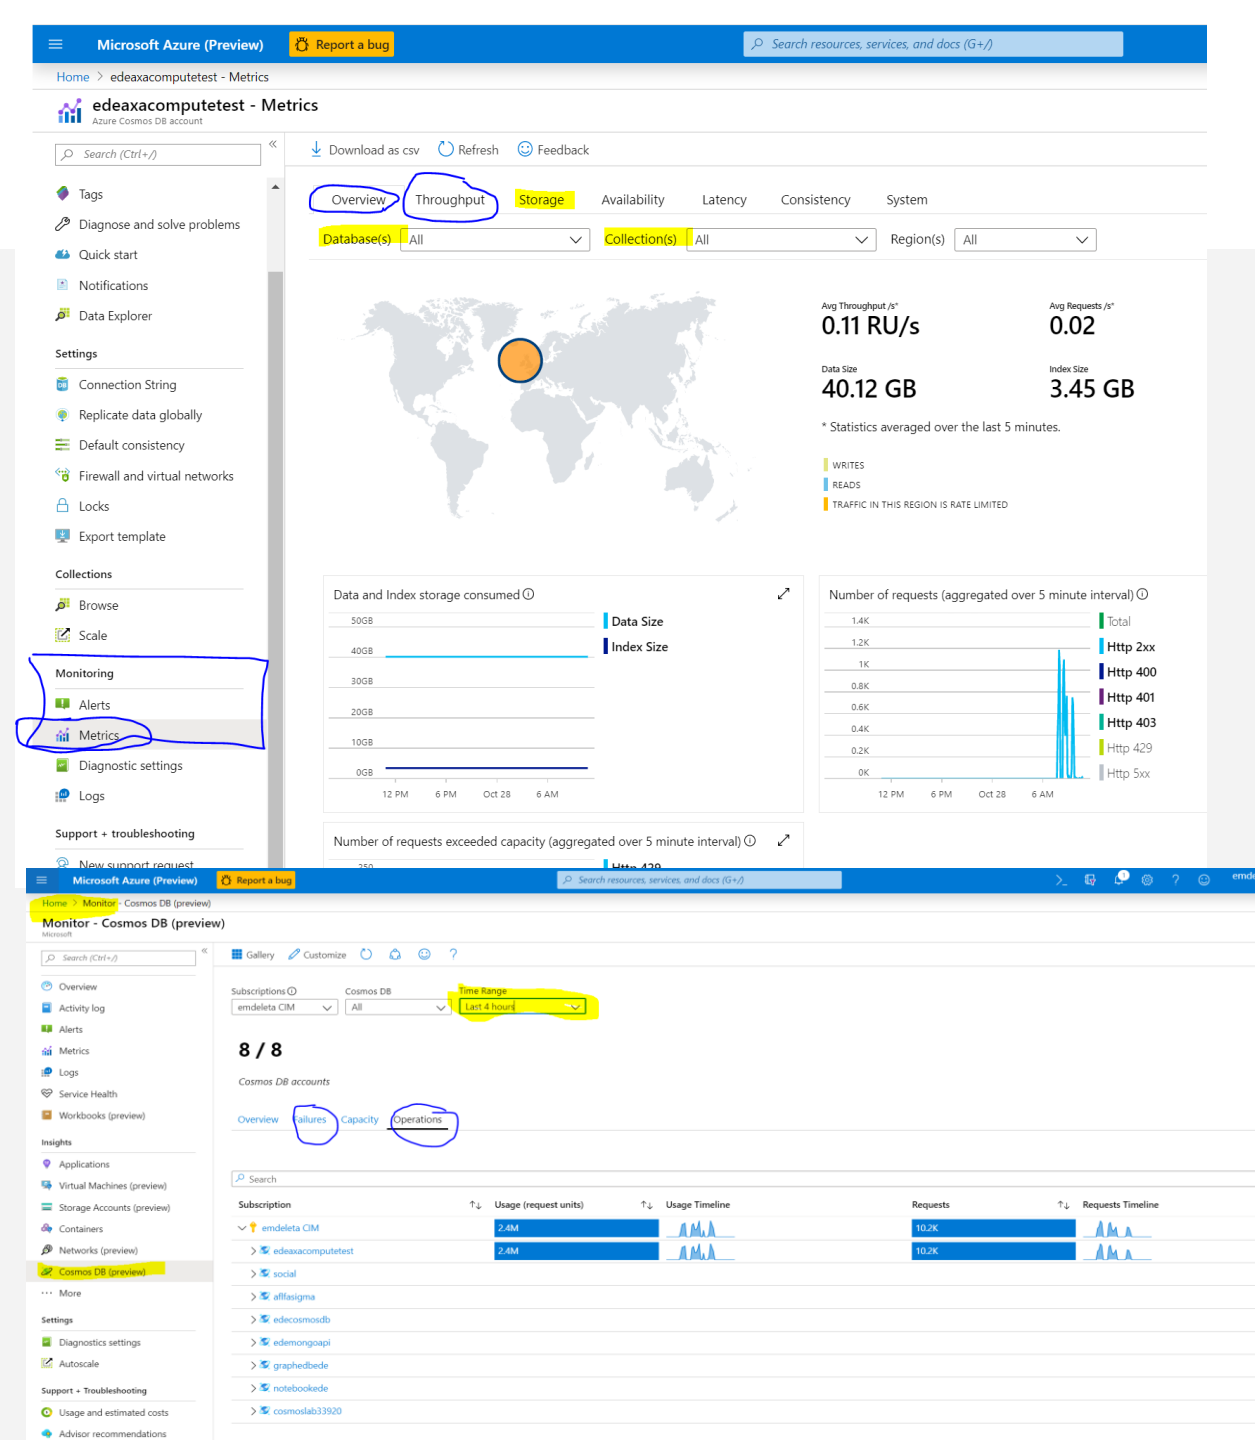 Microsoft Azure (Preview) Report a bug Search resources, services, and docs (G+/)
Home > edeaxacomputetest - Metrics
edeaxacomputetest - Metrics
Azure Cosmos DB account
Search (Ctrl+/) «
Download as csv Refresh Feedback
Tags
Diagnose and solve problems
Quick start
Notifications
Data Explorer
Settings
Connection String
Replicate data globally
Default consistency
Firewall and virtual networks
Locks
Export template
Collections
Browse
Scale
Monitoring
Alerts
Metrics
Diagnostic settings
Logs
Support + troubleshooting
New support request
Overview Throughput Storage Availability Latency Consistency System
Database(s) All Collection(s) All Region(s) All
Avg Throughput /s* Avg Requests /s*
0.11 RU/s 0.02
Data Size Index Size
40.12 GB 3.45 GB
* Statistics averaged over the last 5 minutes.
WRITES
READS
TRAFFIC IN THIS REGION IS RATE LIMITED
Data and Index storage consumed
50GB
40GB
30GB
20GB
10GB
0GB
12 PM 6 PM Oct 28 6 AM
Data Size
Index Size
Number of requests (aggregated over 5 minute interval)
1.4K
1.2K
1K
0.8K
0.6K
0.4K
0.2K
0K
12 PM 6 PM Oct 28 6 AM
Total
Http 2xx
Http 400
Http 401
Http 403
Http 429
Http 5xx
Number of requests exceeded capacity (aggregated over 5 minute interval)
250 Http 429
Microsoft Azure (Preview) Report a bug Search resources, services, and docs (G+/) 1 emde
Home > Monitor - Cosmos DB (preview)
Monitor - Cosmos DB (preview)
Microsoft
Search (Ctrl+/) «
Gallery Customize ?
Overview
Activity log
Alerts
Metrics
Logs
Service Health
Workbooks (preview)
Insights
Applications
Virtual Machines (preview)
Storage Accounts (preview)
Containers
Networks (preview)
Cosmos DB (preview)
More
Settings
Diagnostics settings
Autoscale
Support + Troubleshooting
Usage and estimated costs
Advisor recommendations
Subscriptions Cosmos DB Time Range
emdeleta CIM All Last 4 hours
8 / 8
Cosmos DB accounts
Overview Failures Capacity Operations
Search
Subscription Usage (request units) Usage Timeline Requests Requests Timeline
emdeleta CIM 2.4M 10.2K
edeaxacomputetest 2.4M 10.2K
social
aflfasigma
edecosmosdb
edemongoapi
graphedbede
notebookede
cosmoslab33920